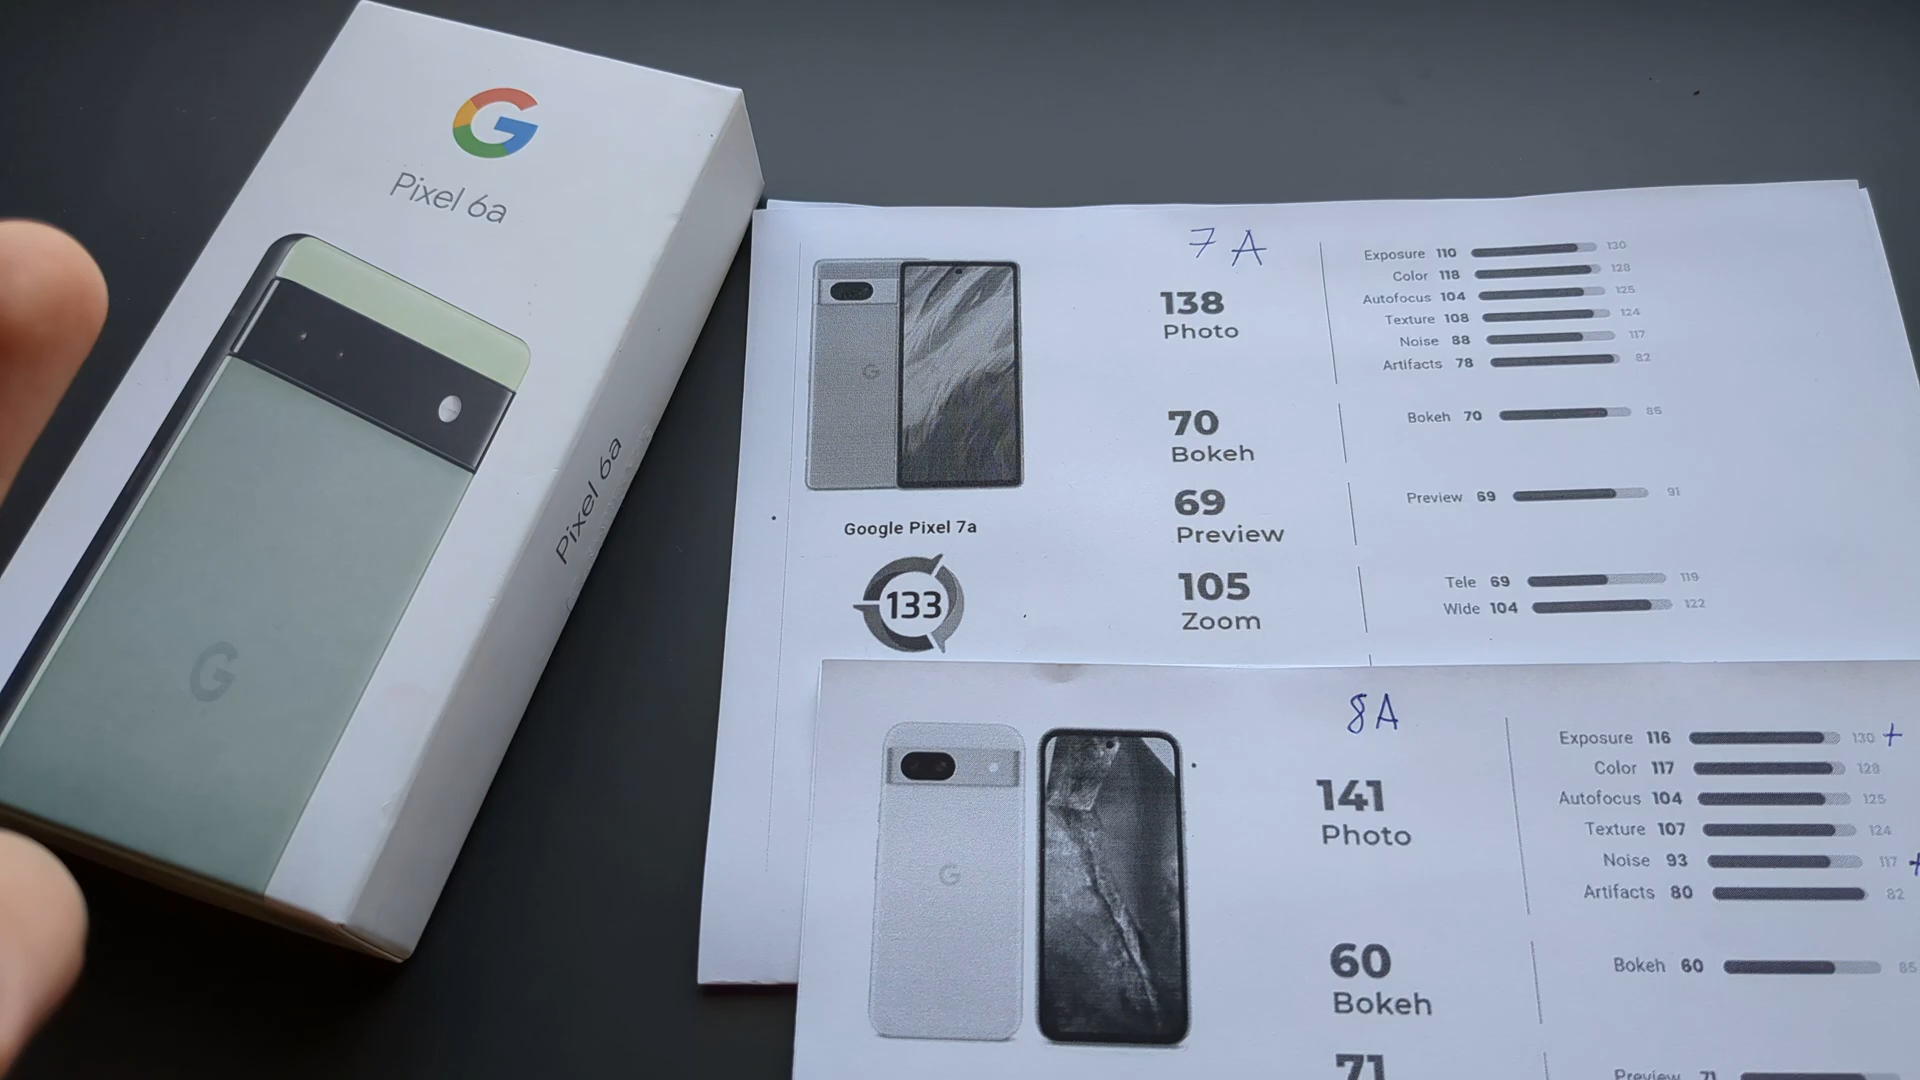 G
Pixel 6a
Pixel 6a
G
7A
G
Google Pixel 7a
133
138
Photo
70
Bokeh
69
Preview
105
Zoom
Exposure 110 130
Color 118 128
Autofocus 104 125
Texture 108 124
Noise 88 117
Artifacts 78 82
Bokeh 70 85
Preview 69 91
Tele 69 119
Wide 104 122
8A
G
141
Photo
60
Bokeh
71
Exposure 116 130 +
Color 117 128
Autofocus 104 125
Texture 107 124
Noise 93 117 +
Artifacts 80 82
Bokeh 60 85
Preview 71